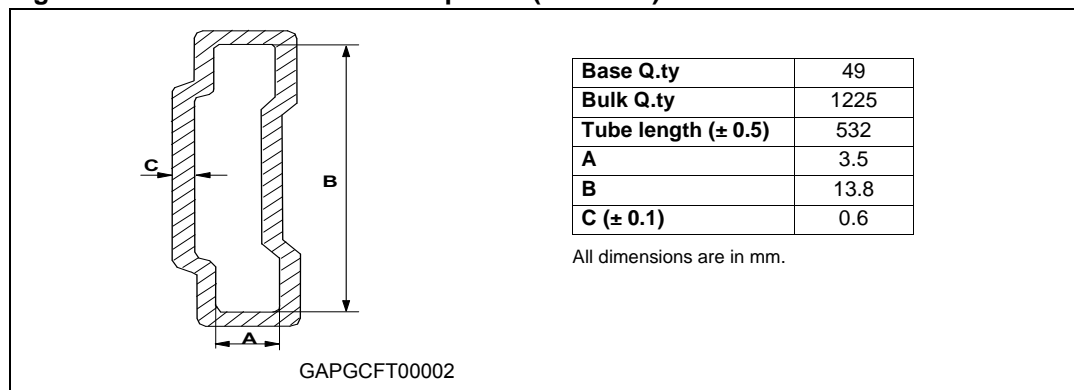 C
B
A
GAPGCFT00002
Base Q.ty 49
Bulk Q.ty 1225
Tube length (± 0.5) 532
A 3.5
B 13.8
C (± 0.1) 0.6
All dimensions are in mm.